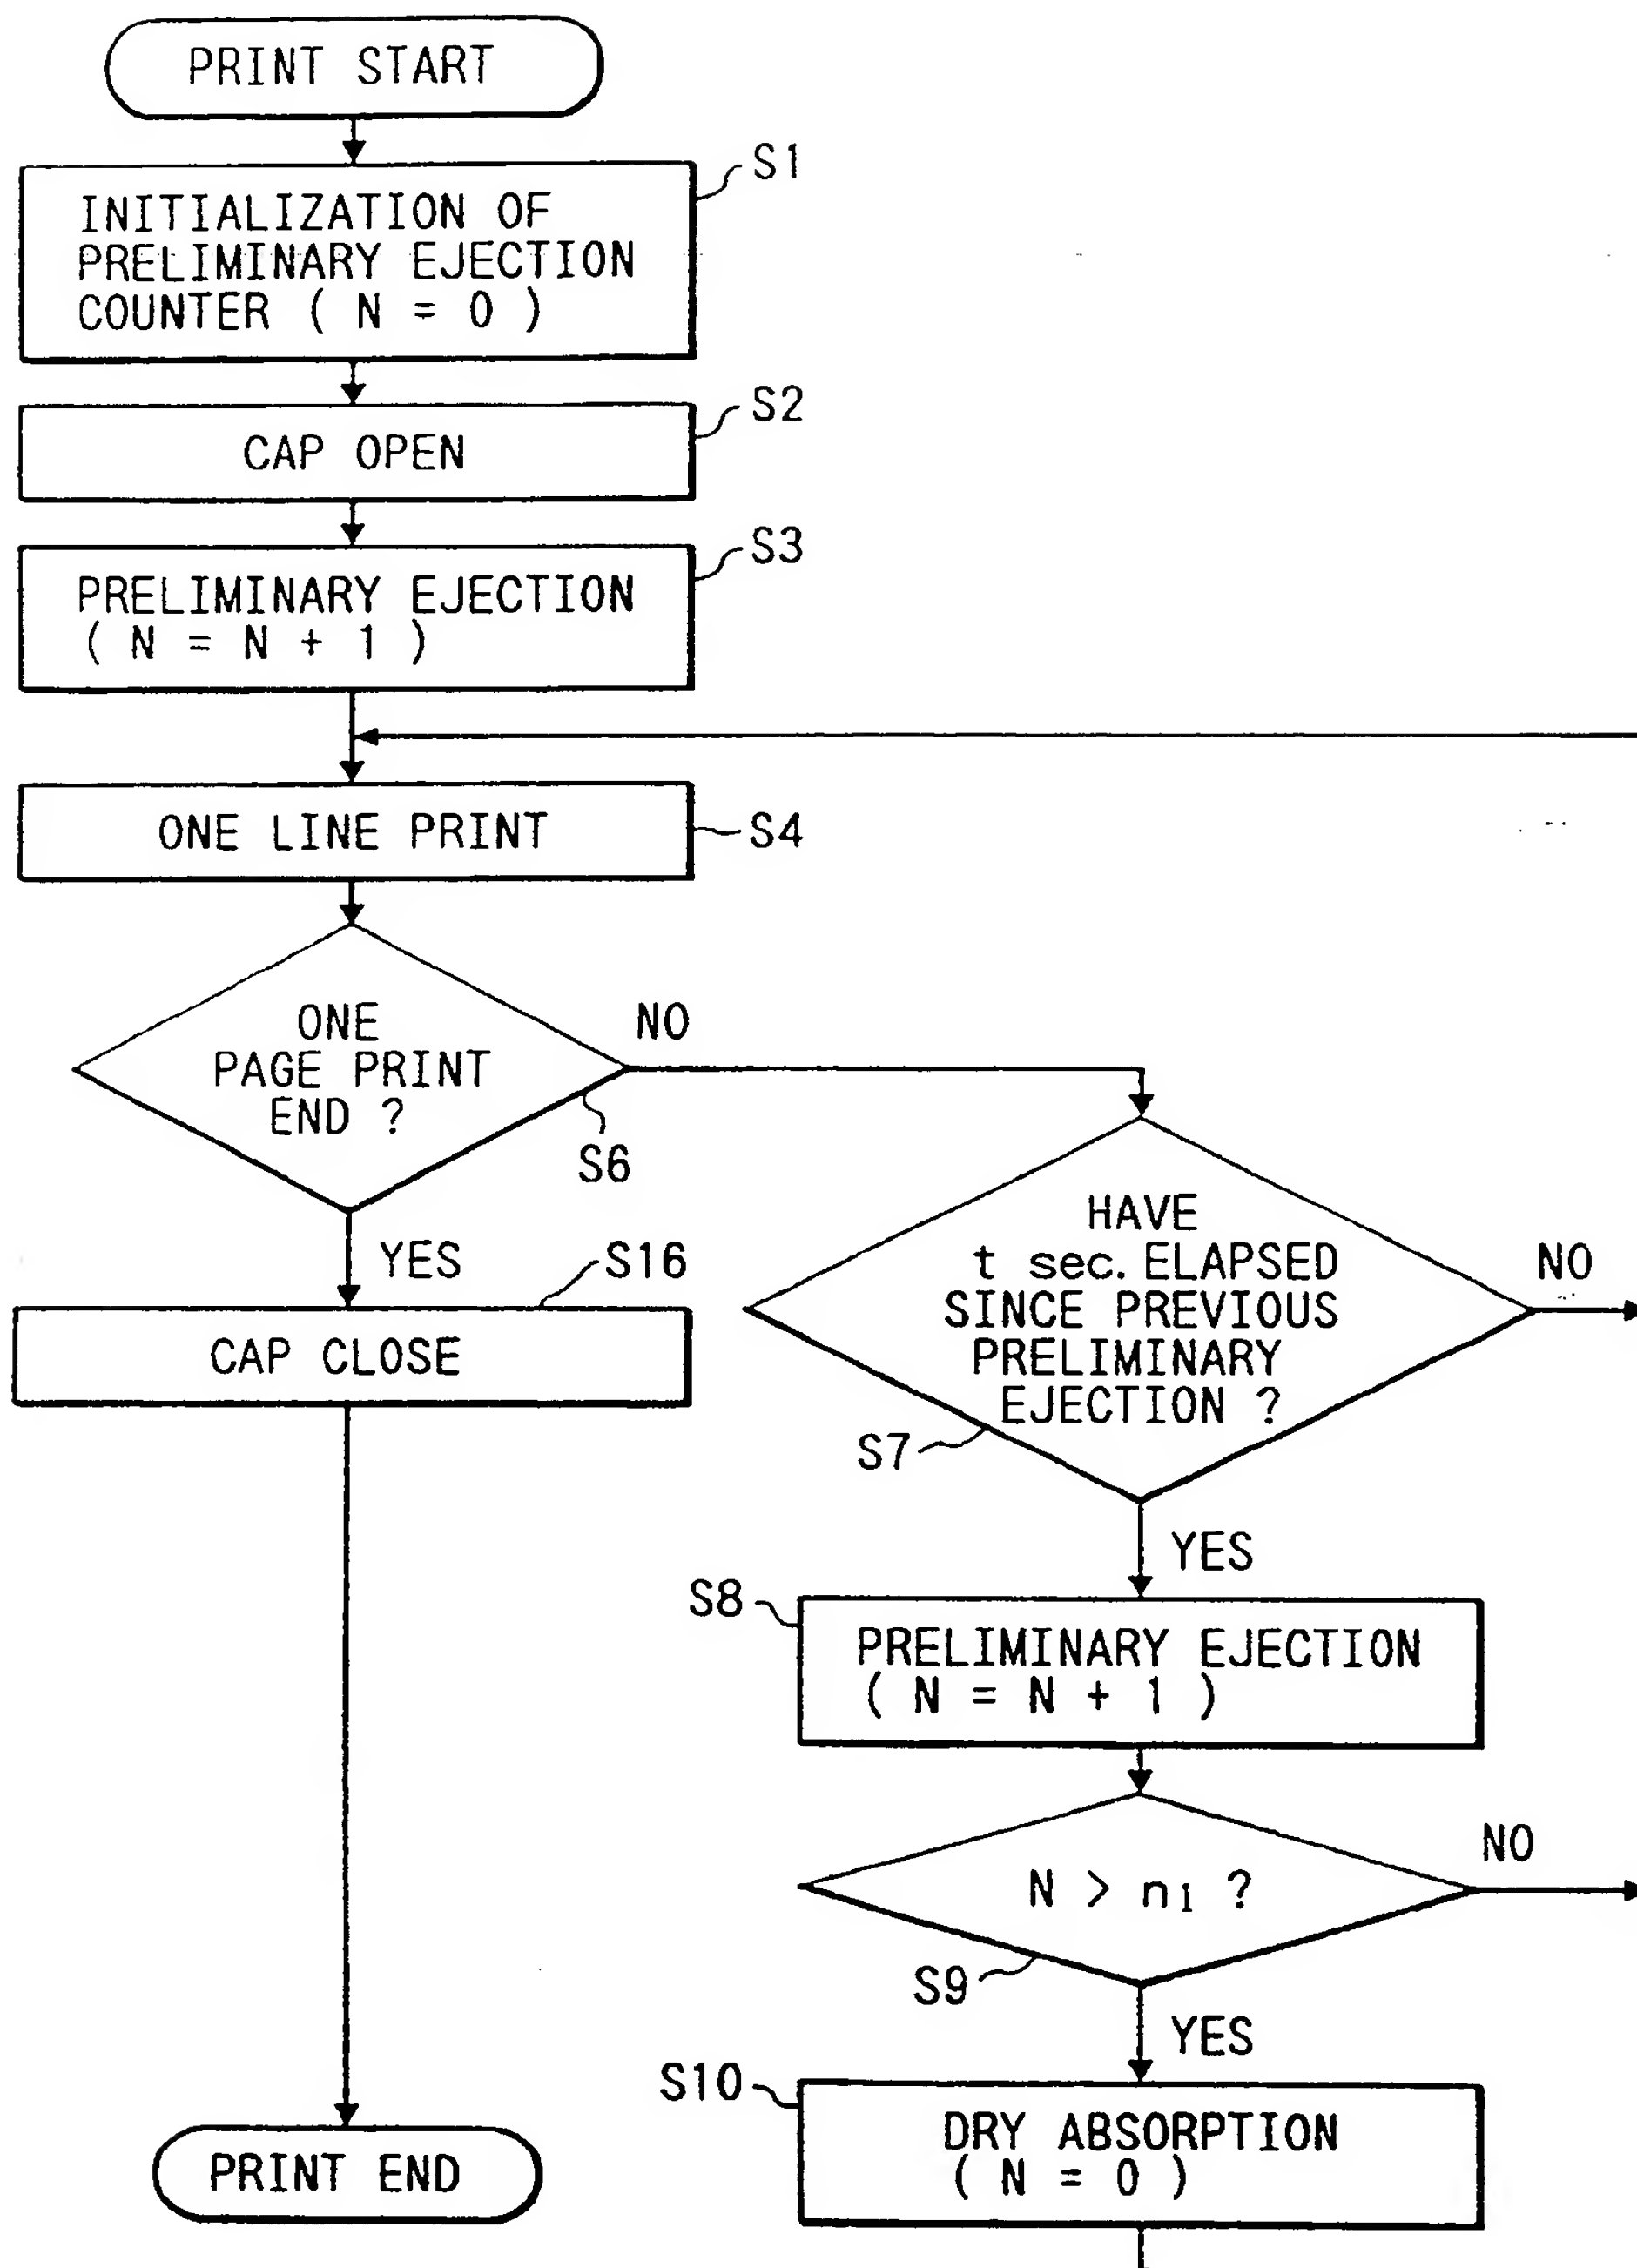 PRINT START
S1
INITIALIZATION OF
PRELIMINARY EJECTION
COUNTER ( N = 0 )
S2
CAP OPEN
S3
PRELIMINARY EJECTION
( N = N + 1 )
ONE LINE PRINT
S4
ONE
PAGE PRINT
END ?
NO
S6
YES
S16
CAP CLOSE
HAVE
t sec. ELAPSED
SINCE PREVIOUS
PRELIMINARY
EJECTION ?
NO
S7
YES
S8
PRELIMINARY EJECTION
( N = N + 1 )
N > n1 ?
NO
S9
YES
S10
DRY ABSORPTION
( N = 0 )
PRINT END